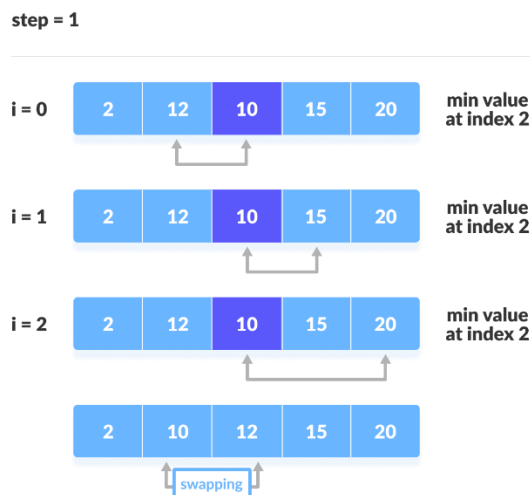 step = 1
i = 0 2 12 10 15 20 min value at index 2
i = 1 2 12 10 15 20 min value at index 2
i = 2 2 12 10 15 20 min value at index 2
2 10 12 15 20
swapping